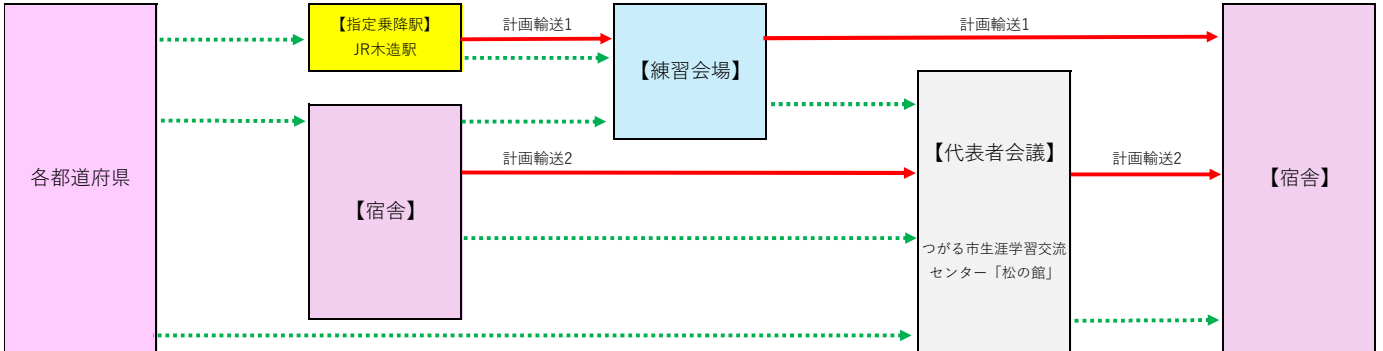 各都道府県
【指定乗降駅】
JR木造駅
計画輸送1
【練習会場】
計画輸送1
【宿舎】
計画輸送2
【代表者会議】
つがる市生涯学習交流
センター「松の館」
計画輸送2
【宿舎】